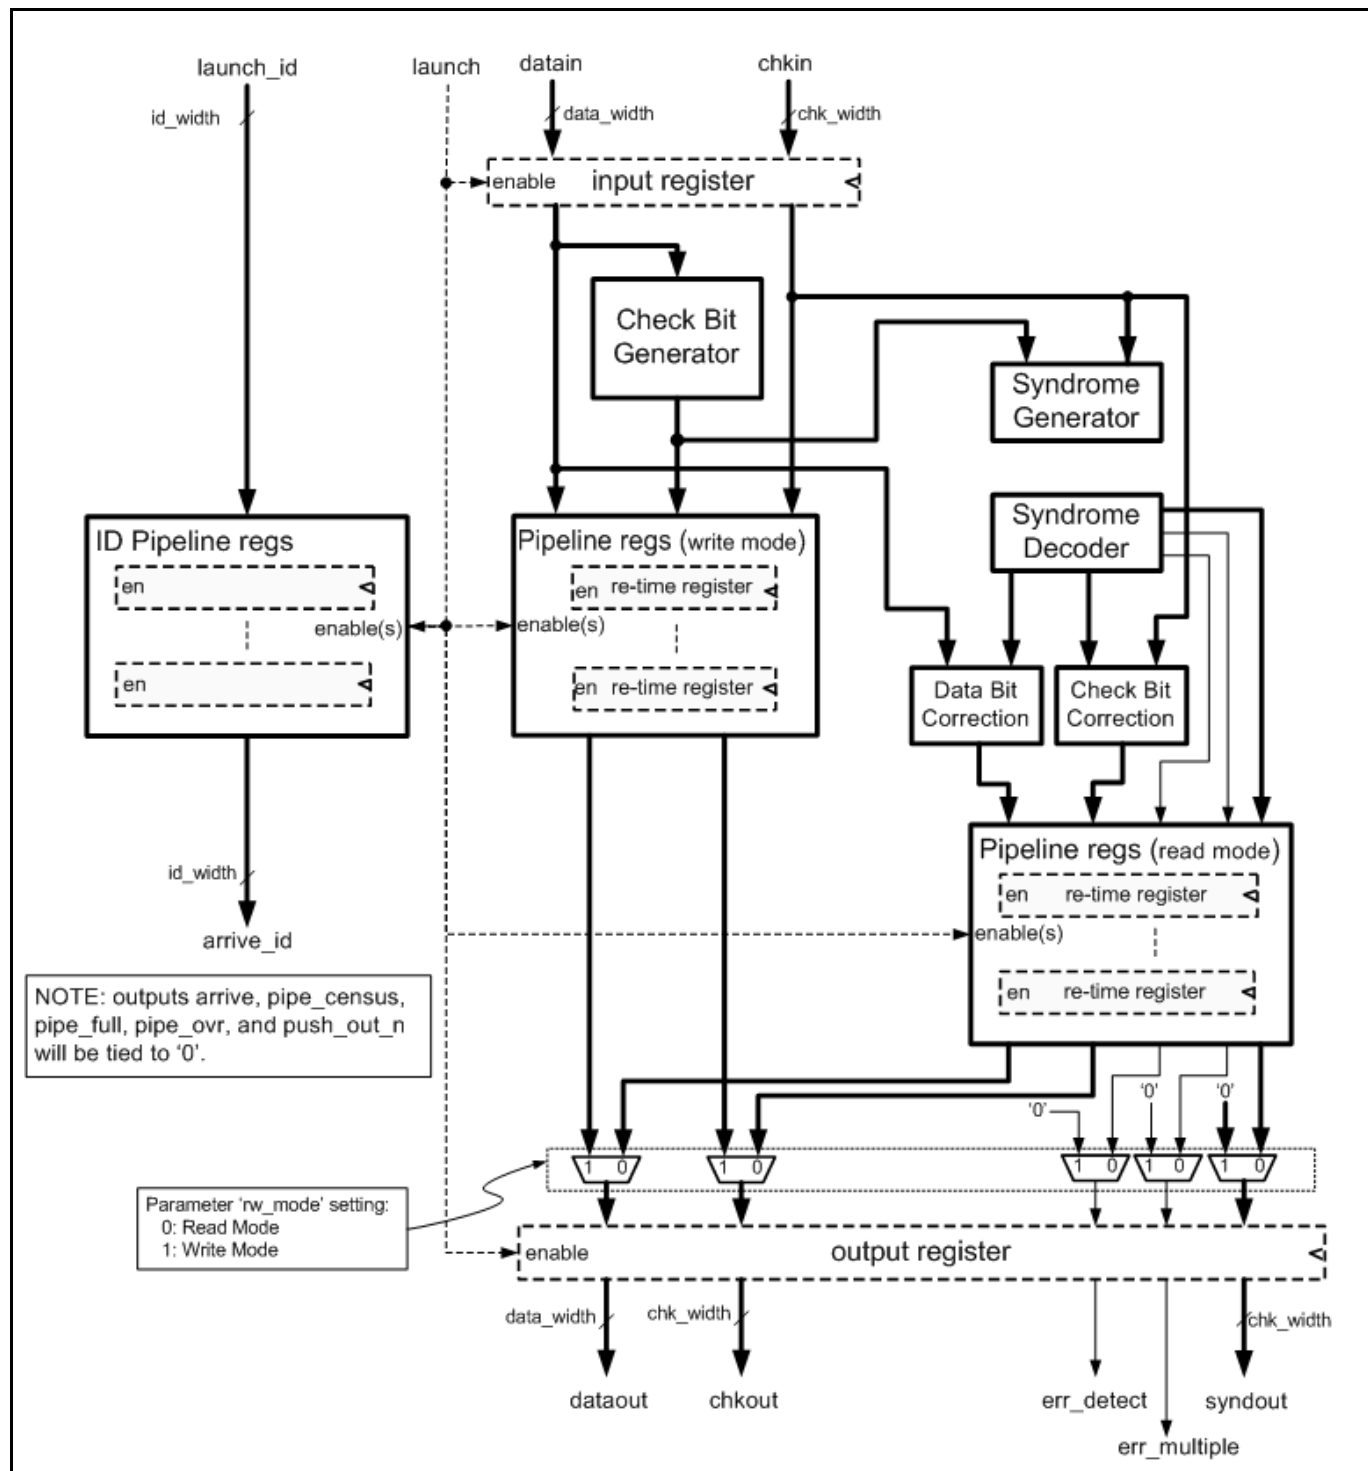 launch_id
launch
datain
chkin
id_width
data_width
chk_width
enable
input register
Check Bit
Generator
Syndrome
Generator
Syndrome
Decoder
ID Pipeline regs
en
enable(s)
en
Pipeline regs (write mode)
en re-time register
enable(s)
en re-time register
Data Bit
Correction
Check Bit
Correction
Pipeline regs (read mode)
en re-time register
enable(s)
en re-time register
id_width
arrive_id
NOTE: outputs arrive, pipe_census,
pipe_full, pipe_ovr, and push_out_n
will be tied to ‘0’.
‘0’
‘0’
‘0’
1 0
1 0
1 0
1 0
1 0
Parameter ‘rw_mode’ setting:
0: Read Mode
1: Write Mode
enable
output register
data_width
chk_width
chk_width
dataout
chkout
err_detect
syndout
err_multiple